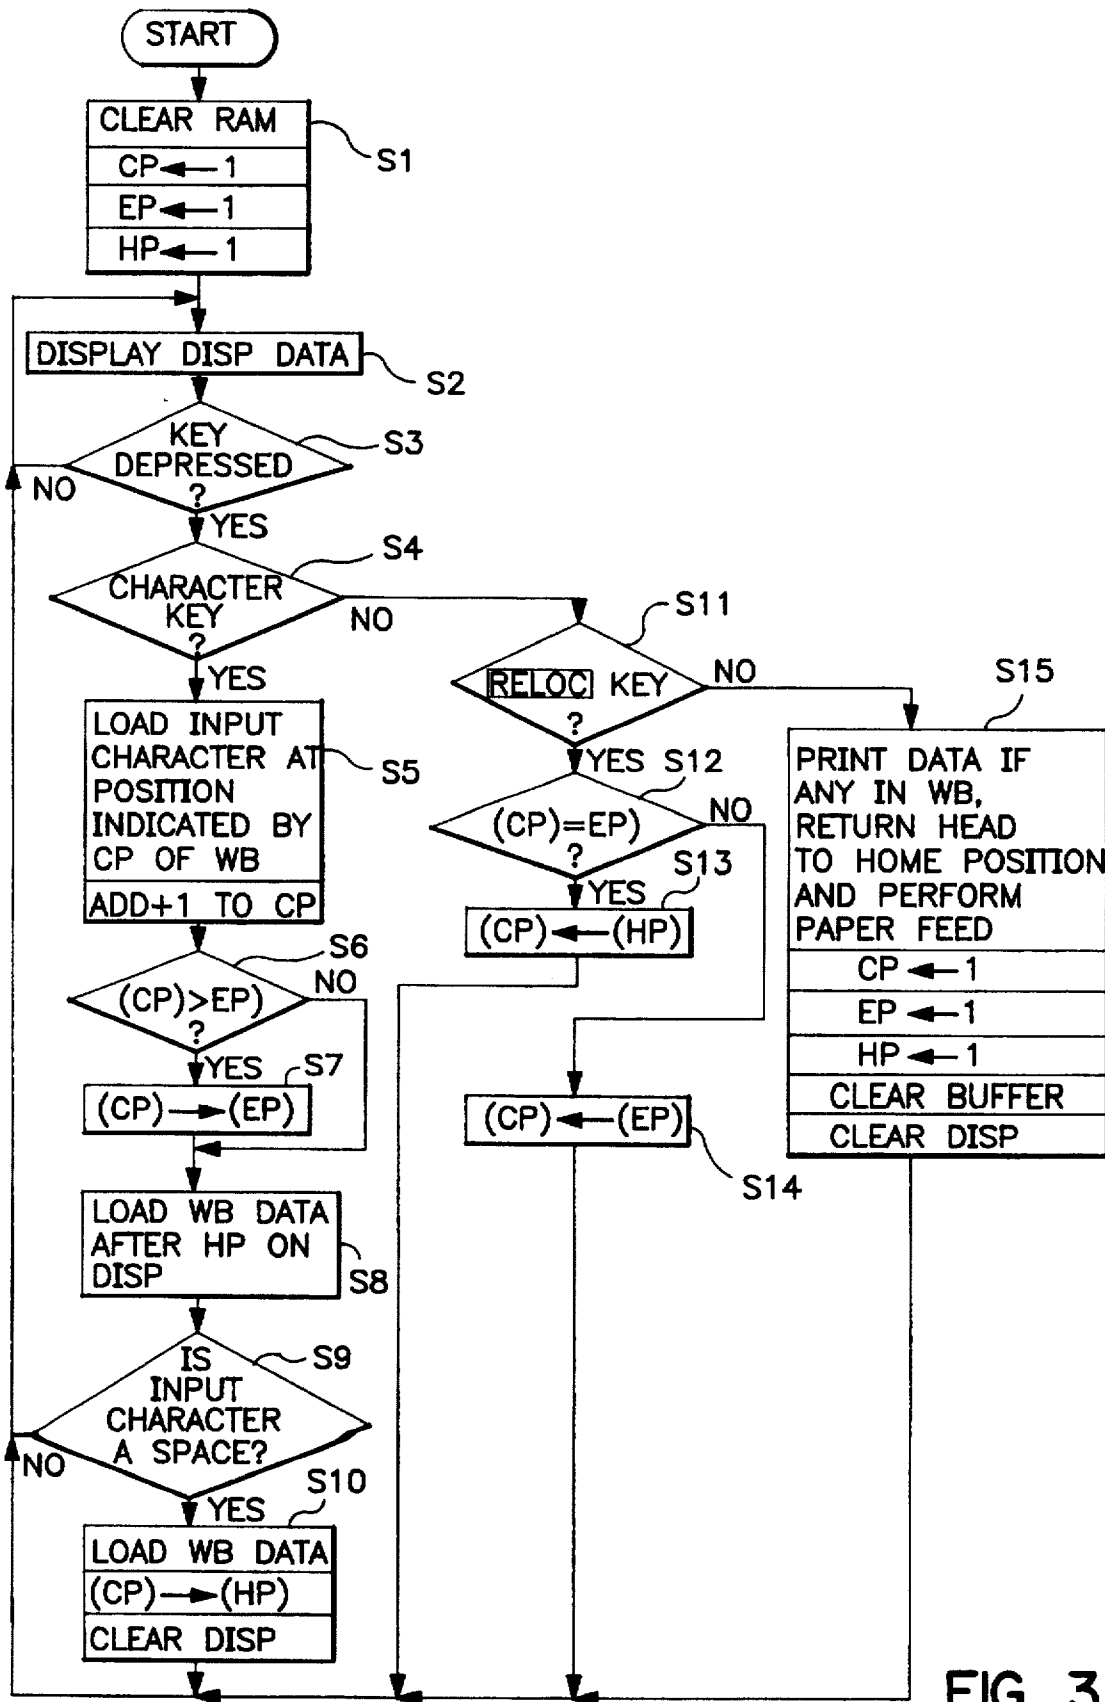 START
CLEAR RAM
CP ← 1
EP ← 1
HP ← 1
S1
DISPLAY DISP DATA
S2
KEY
DEPRESSED
?
S3
NO
YES
CHARACTER
KEY
?
S4
NO
YES
LOAD INPUT
CHARACTER AT
POSITION
INDICATED BY
CP OF WB
ADD+1 TO CP
S5
(CP)>EP)
?
S6
NO
YES
(CP) → (EP)
S7
LOAD WB DATA
AFTER HP ON
DISP
S8
IS
INPUT
CHARACTER
A SPACE?
S9
NO
YES
S10
LOAD WB DATA
(CP) → (HP)
CLEAR DISP
RELOC KEY
?
S11
NO
YES
(CP)=EP)
?
S12
NO
YES
S13
(CP) ← (HP)
(CP) ← (EP)
S14
S15
PRINT DATA IF
ANY IN WB,
RETURN HEAD
TO HOME POSITION
AND PERFORM
PAPER FEED
CP ← 1
EP ← 1
HP ← 1
CLEAR BUFFER
CLEAR DISP
FIG. 3